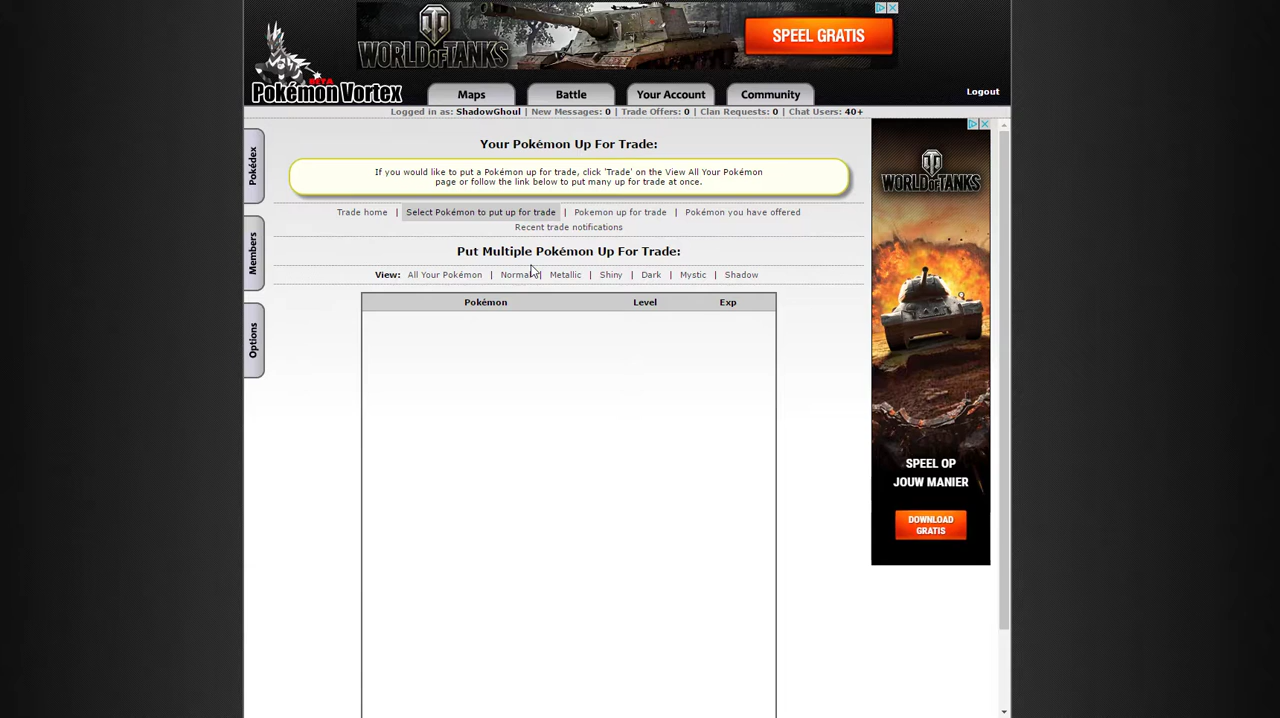 WORLD OF TANKS
SPEEL GRATIS
BETA
Pokémon Vortex
Maps
Battle
Your Account
Community
Logout
Logged in as: ShadowGhoul | New Messages: 0 | Trade Offers: 0 | Clan Requests: 0 | Chat Users: 40+
Pokédex
Members
Options
Your Pokémon Up For Trade:
If you would like to put a Pokémon up for trade, click 'Trade' on the View All Your Pokémon
page or follow the link below to put many up for trade at once.
Trade home | Select Pokémon to put up for trade | Pokemon up for trade | Pokémon you have offered
Recent trade notifications
Put Multiple Pokémon Up For Trade:
View: All Your Pokémon | Normal | Metallic | Shiny | Dark | Mystic | Shadow
Pokémon Level Exp
WORLD OF TANKS
SPEEL OP
JOUW MANIER
DOWNLOAD
GRATIS